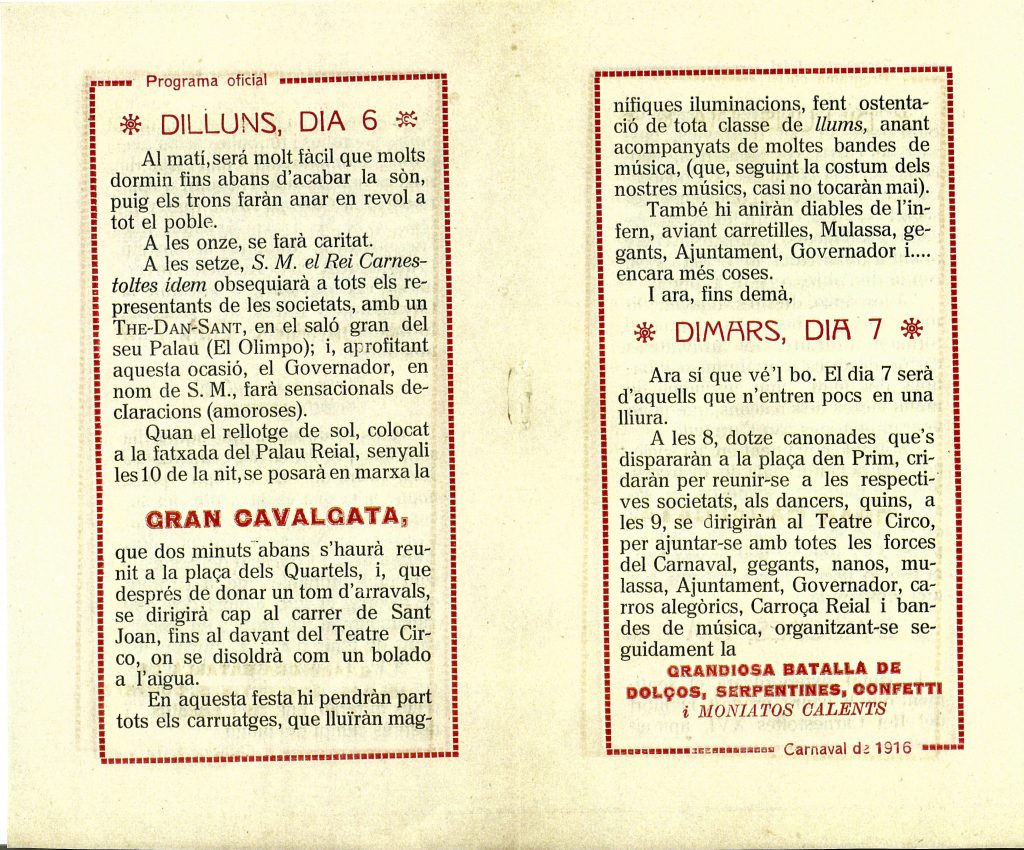 Programa oficial
DILLUNS, DIA 6
Al matí, será molt fàcil que molts
dormin fins abans d'acabar la sòn,
puig els trons faràn anar en revol a
tot el poble.
A les onze, se farà caritat.
A les setze, S. M. el Rei Carnes-
toltes idem obsequiarà a tots els re-
presentants de les societats, amb un
THE-DAN-SANT, en el saló gran del
seu Palau (El Olimpo); i, aprofitant
aquesta ocasió, el Governador, en
nom de S. M., farà sensacionals de-
claracions (amoroses).
Quan el rellotge de sol, colocat
a la fatxada del Palau Reial, senyali
les 10 de la nit, se posarà en marxa la
GRAN CAVALGATA,
que dos minuts abans s'haurà reu-
nit a la plaça dels Quartels, i, que
després de donar un tom d'arravals,
se dirigirà cap al carrer de Sant
Joan, fins al davant del Teatre Cir-
co, on se disoldrà com un bolado
a l'aigua.
En aquesta festa hi pendràn part
tots els carruatges, que lluïràn mag-
nífiques iluminacions, fent ostenta-
ció de tota classe de llums, anant
acompanyats de moltes bandes de
música, (que, seguint la costum dels
nostres músics, casi no tocaràn mai).
També hi aniràn diables de l'in-
fern, aviant carretilles, Mulassa, ge-
gants, Ajuntament, Governador i....
encara més coses.
I ara, fins demà,
DIMARS, DIA 7
Ara sí que vé'l bo. El dia 7 serà
d'aquells que n'entren pocs en una
lliura.
A les 8, dotze canonades que's
dispararàn a la plaça den Prim, cri-
daràn per reunir-se a les respecti-
ves societats, als dancers, quins, a
les 9, se dirigiràn al Teatre Circo,
per ajuntar-se amb totes les forces
del Carnaval, gegants, nanos, mu-
lassa, Ajuntament, Governador, ca-
rros alegòrics, Carroça Reial i ban-
des de música, organitzant-se se-
guidament la
GRANDIOSA BATALLA DE
DOLÇOS, SERPENTINES, CONFETTI
i MONIATOS CALENTS
Carnaval de 1916